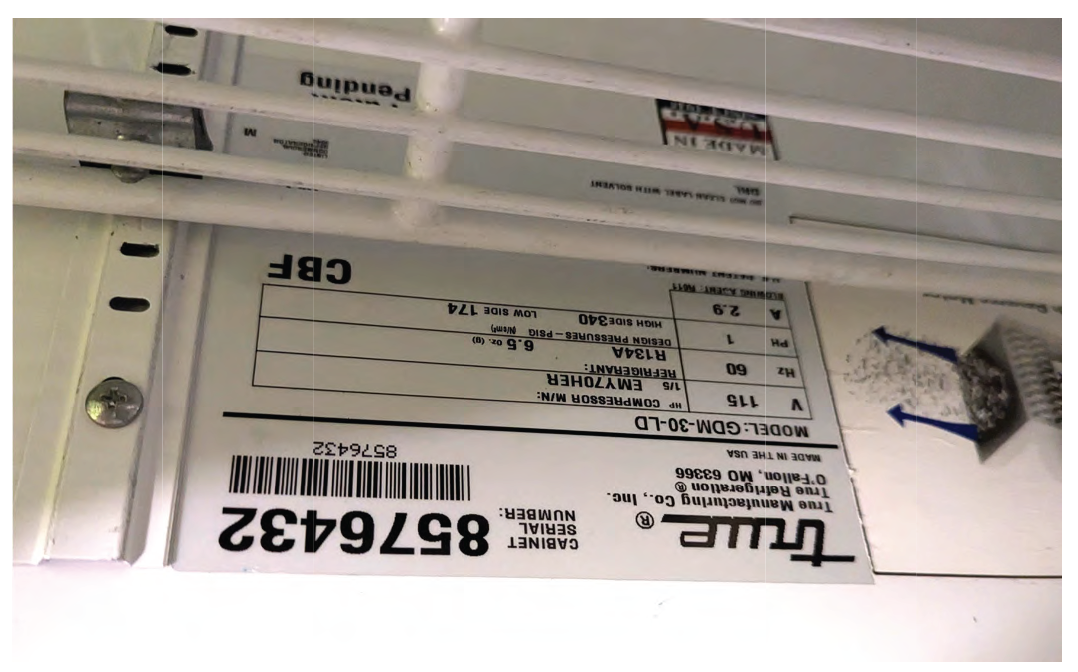 true ®
True Manufacturing Co., Inc.
True Refrigeration ®
O'Fallon, MO 63366
MADE IN THE USA
CABINET
SERIAL
NUMBER:
8576432
8576432
MODEL: GDM-30-LD
V 115
Hz 60
PH 1
A 2.9
HP COMPRESSOR M/N:
1/5 EMY70HER
REFRIGERANT:
R134A 6.5 oz. (g)
DESIGN PRESSURES – PSIG
HIGH SIDE 340 LOW SIDE 174
BLOWING AGENT: N611
CBF
DO NOT CLEAN LABEL WITH SOLVENT
MADE IN
U.S.A.
M
Pending